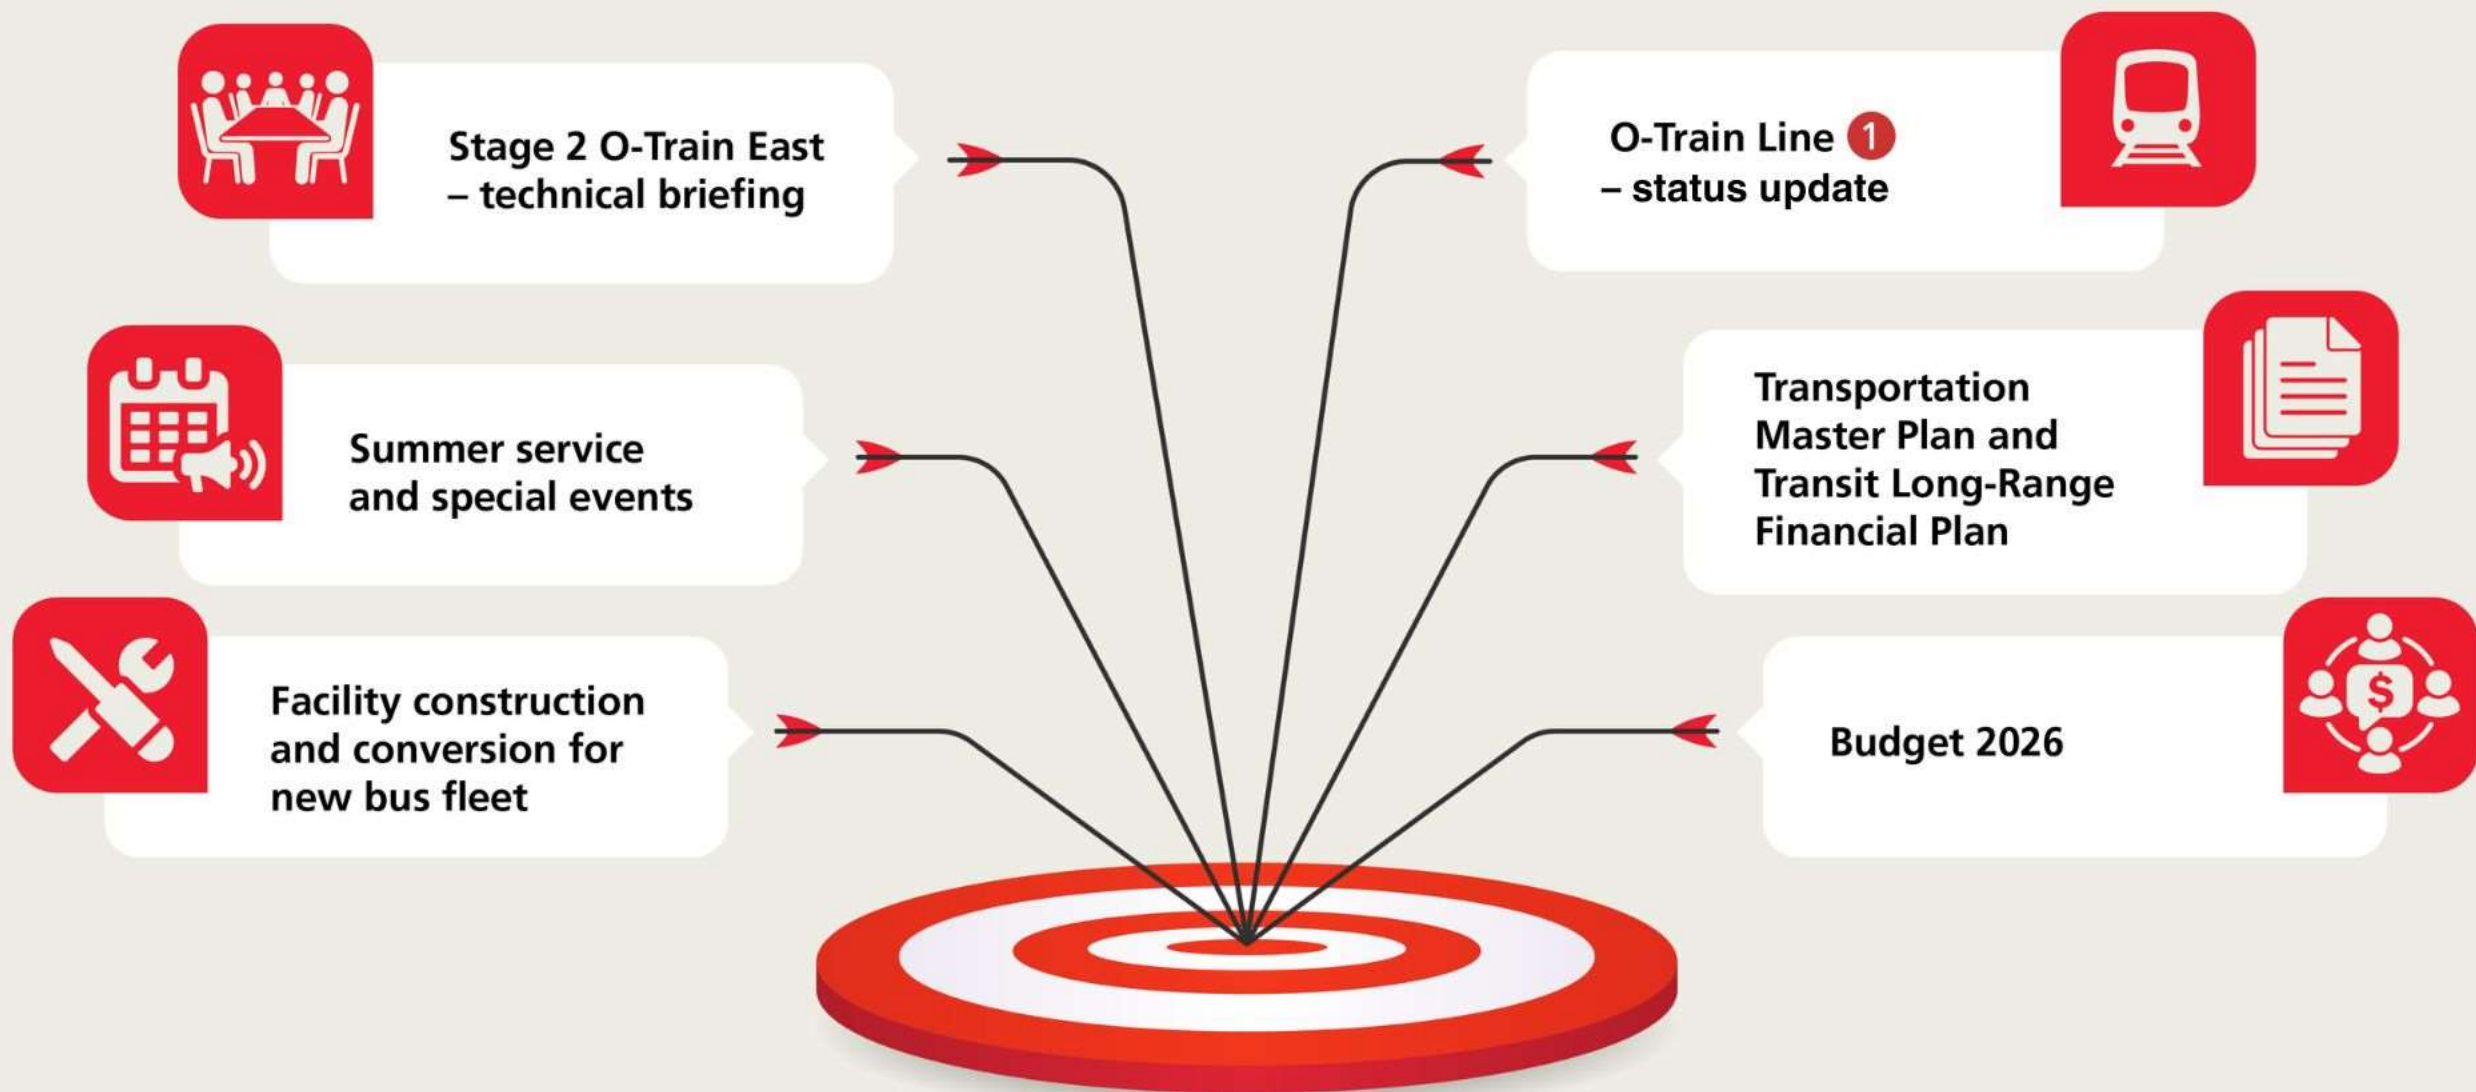 Stage 2 O-Train East
– technical briefing
Summer service
and special events
Facility construction
and conversion for
new bus fleet
O-Train Line 1
– status update
Transportation
Master Plan and
Transit Long-Range
Financial Plan
Budget 2026
$